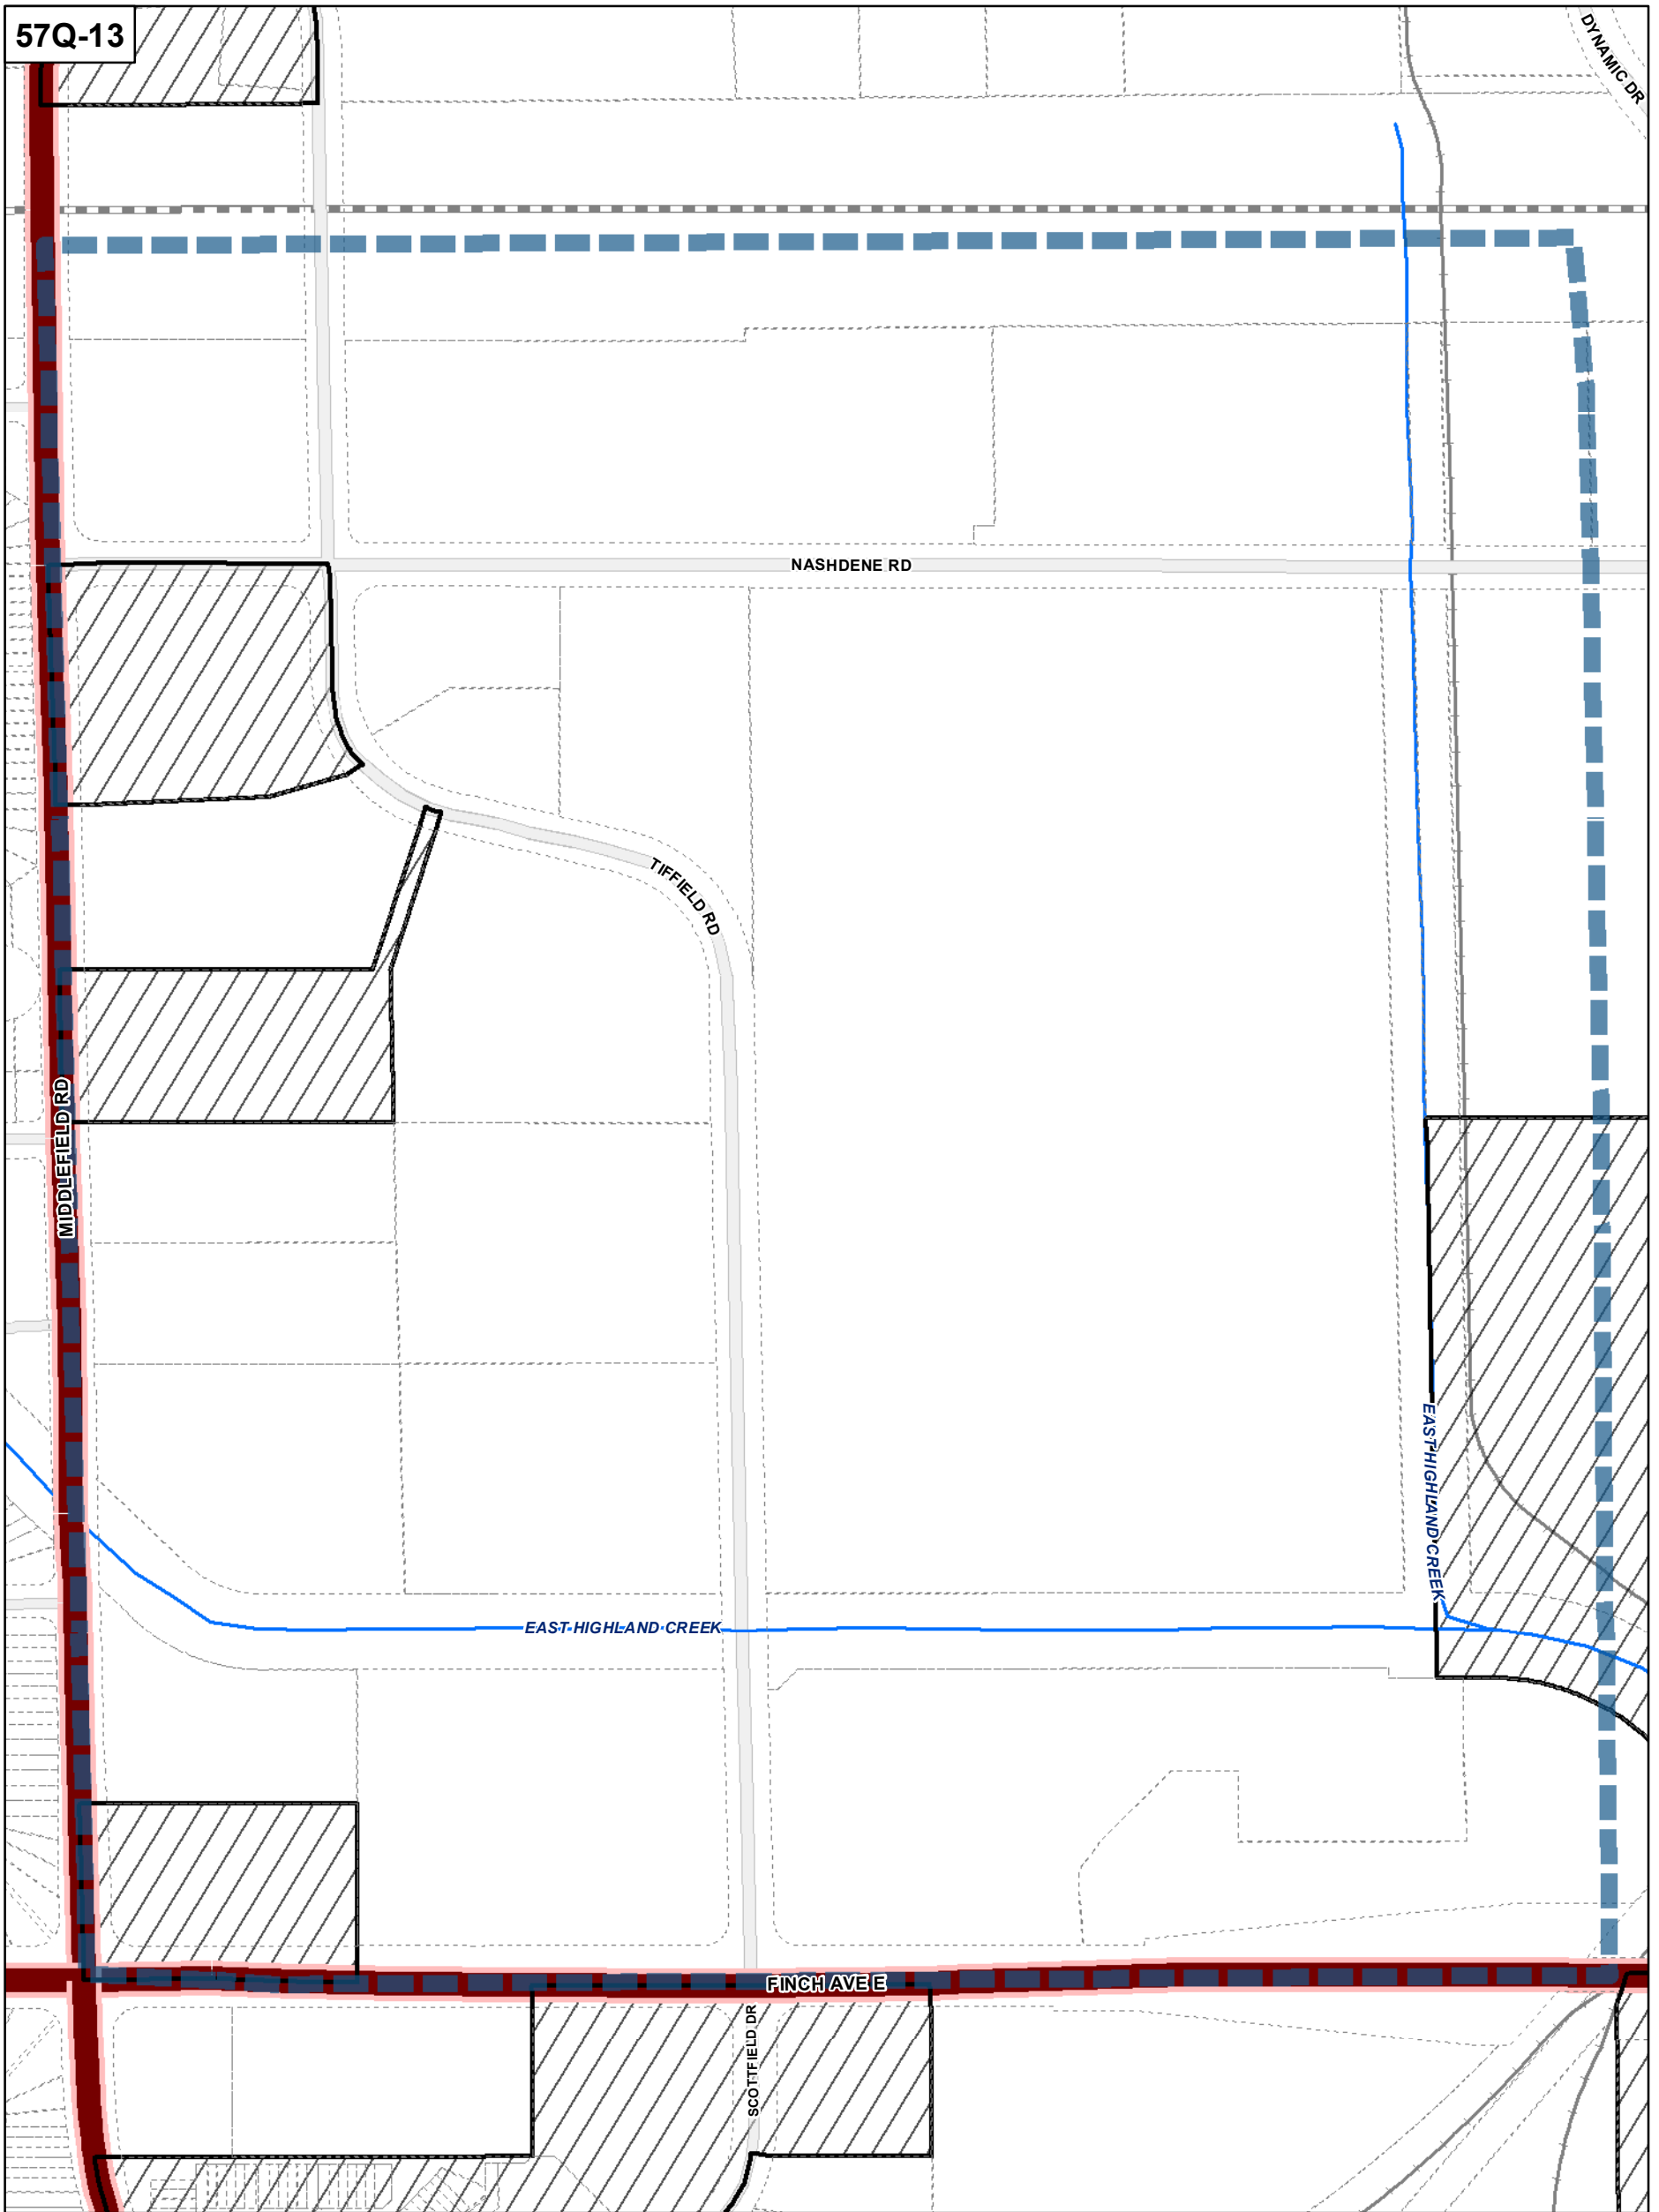 57Q-13
DYNAMIC DR
NASHDENE RD
TIFFIELD RD
MIDDLEFIELD RD
EAST HIGHLAND CREEK
EAST HIGHLAND CREEK
FINCH AVE E
SCOTTFIELD DR